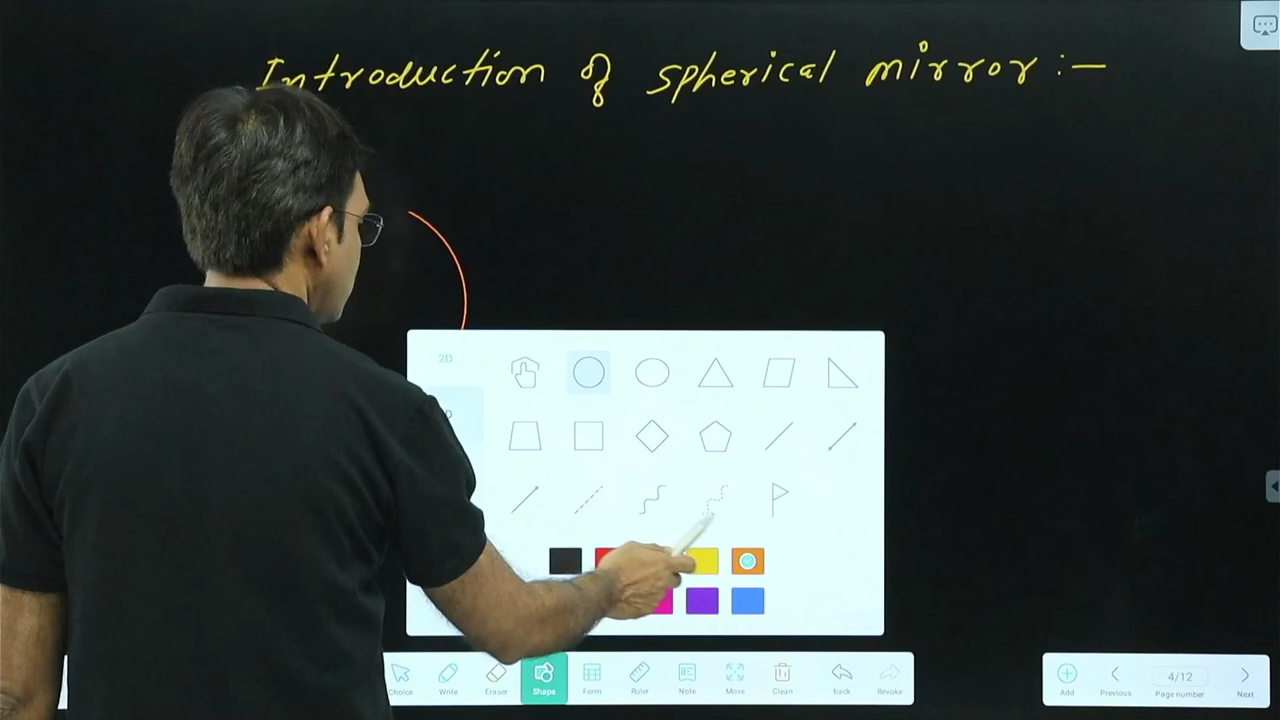 Introduction of spherical mirror :-
2D
Choice Write Eraser Shape Form Ruler Note Move Clean back Revoke
Add Previous 4/12 Page number Next